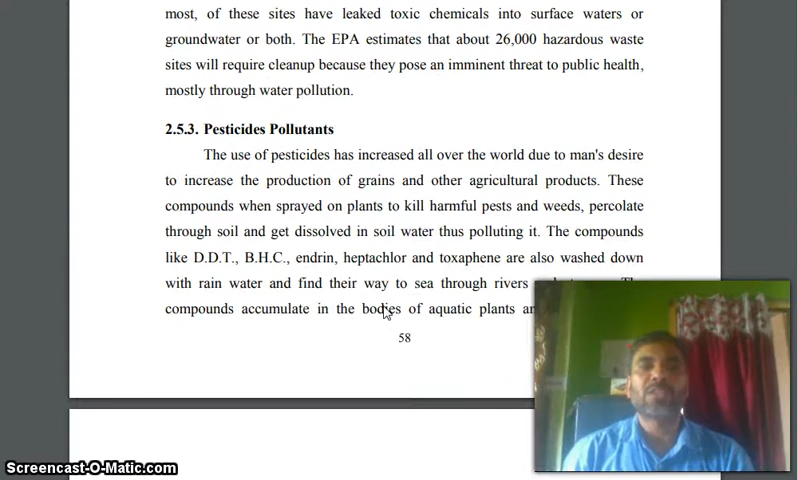 most, of these sites have leaked toxic chemicals into surface waters or
groundwater or both. The EPA estimates that about 26,000 hazardous waste
sites will require cleanup because they pose an imminent threat to public health,
mostly through water pollution.
2.5.3. Pesticides Pollutants
The use of pesticides has increased all over the world due to man's desire
to increase the production of grains and other agricultural products. These
compounds when sprayed on plants to kill harmful pests and weeds, percolate
through soil and get dissolved in soil water thus polluting it. The compounds
like D.D.T., B.H.C., endrin, heptachlor and toxaphene are also washed down
with rain water and find their way to sea through rivers
compounds accumulate in the bodies of aquatic plants
58
Screencast-O-Matic.com